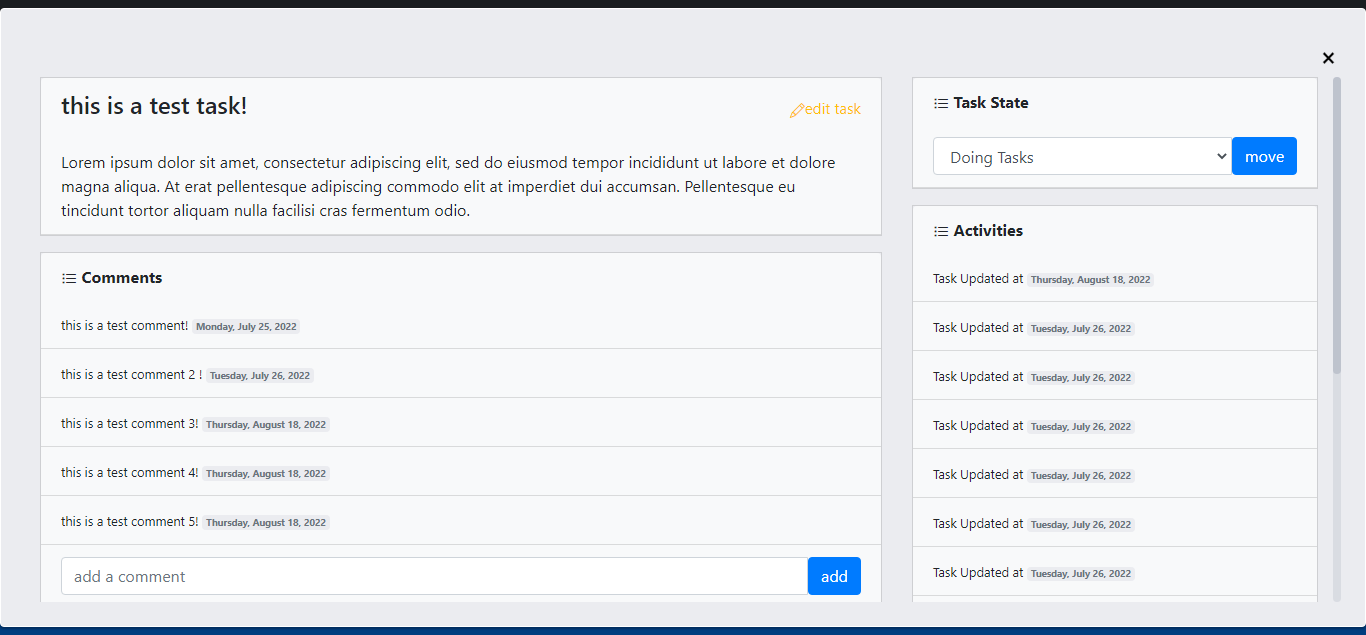 ×
this is a test task!
edit task
Lorem ipsum dolor sit amet, consectetur adipiscing elit, sed do eiusmod tempor incididunt ut labore et dolore
magna aliqua. At erat pellentesque adipiscing commodo elit at imperdiet dui accumsan. Pellentesque eu
tincidunt tortor aliquam nulla facilisi cras fermentum odio.
Comments
this is a test comment! Monday, July 25, 2022
this is a test comment 2 ! Tuesday, July 26, 2022
this is a test comment 3! Thursday, August 18, 2022
this is a test comment 4! Thursday, August 18, 2022
this is a test comment 5! Thursday, August 18, 2022
add a comment
add
Task State
Doing Tasks
move
Activities
Task Updated at Thursday, August 18, 2022
Task Updated at Tuesday, July 26, 2022
Task Updated at Tuesday, July 26, 2022
Task Updated at Tuesday, July 26, 2022
Task Updated at Tuesday, July 26, 2022
Task Updated at Tuesday, July 26, 2022
Task Updated at Tuesday, July 26, 2022